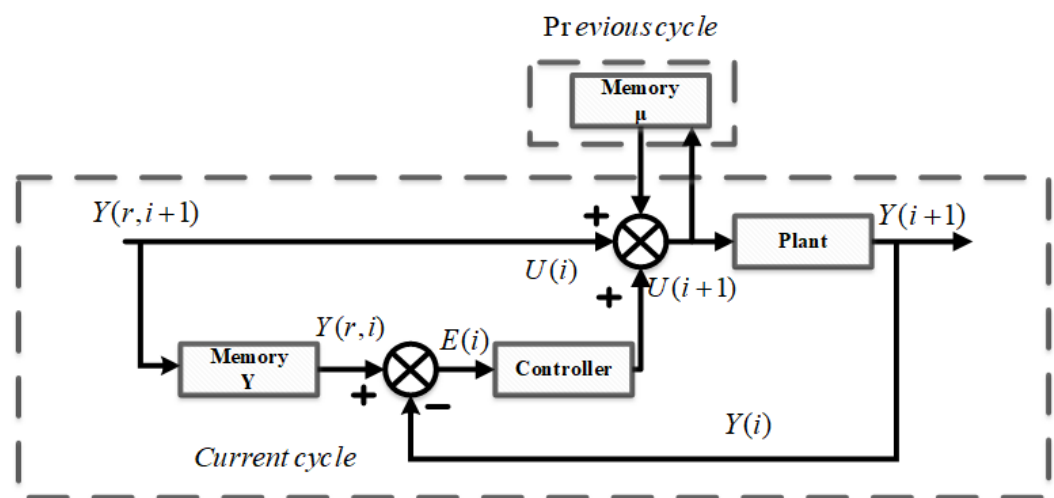 Previous cycle
Memory
μ
Y(r,i+1)
+
Plant
Y(i+1)
U(i)
+
U(i+1)
Y(r,i)
E(i)
Memory
Y
Controller
+
−
Y(i)
Current cycle